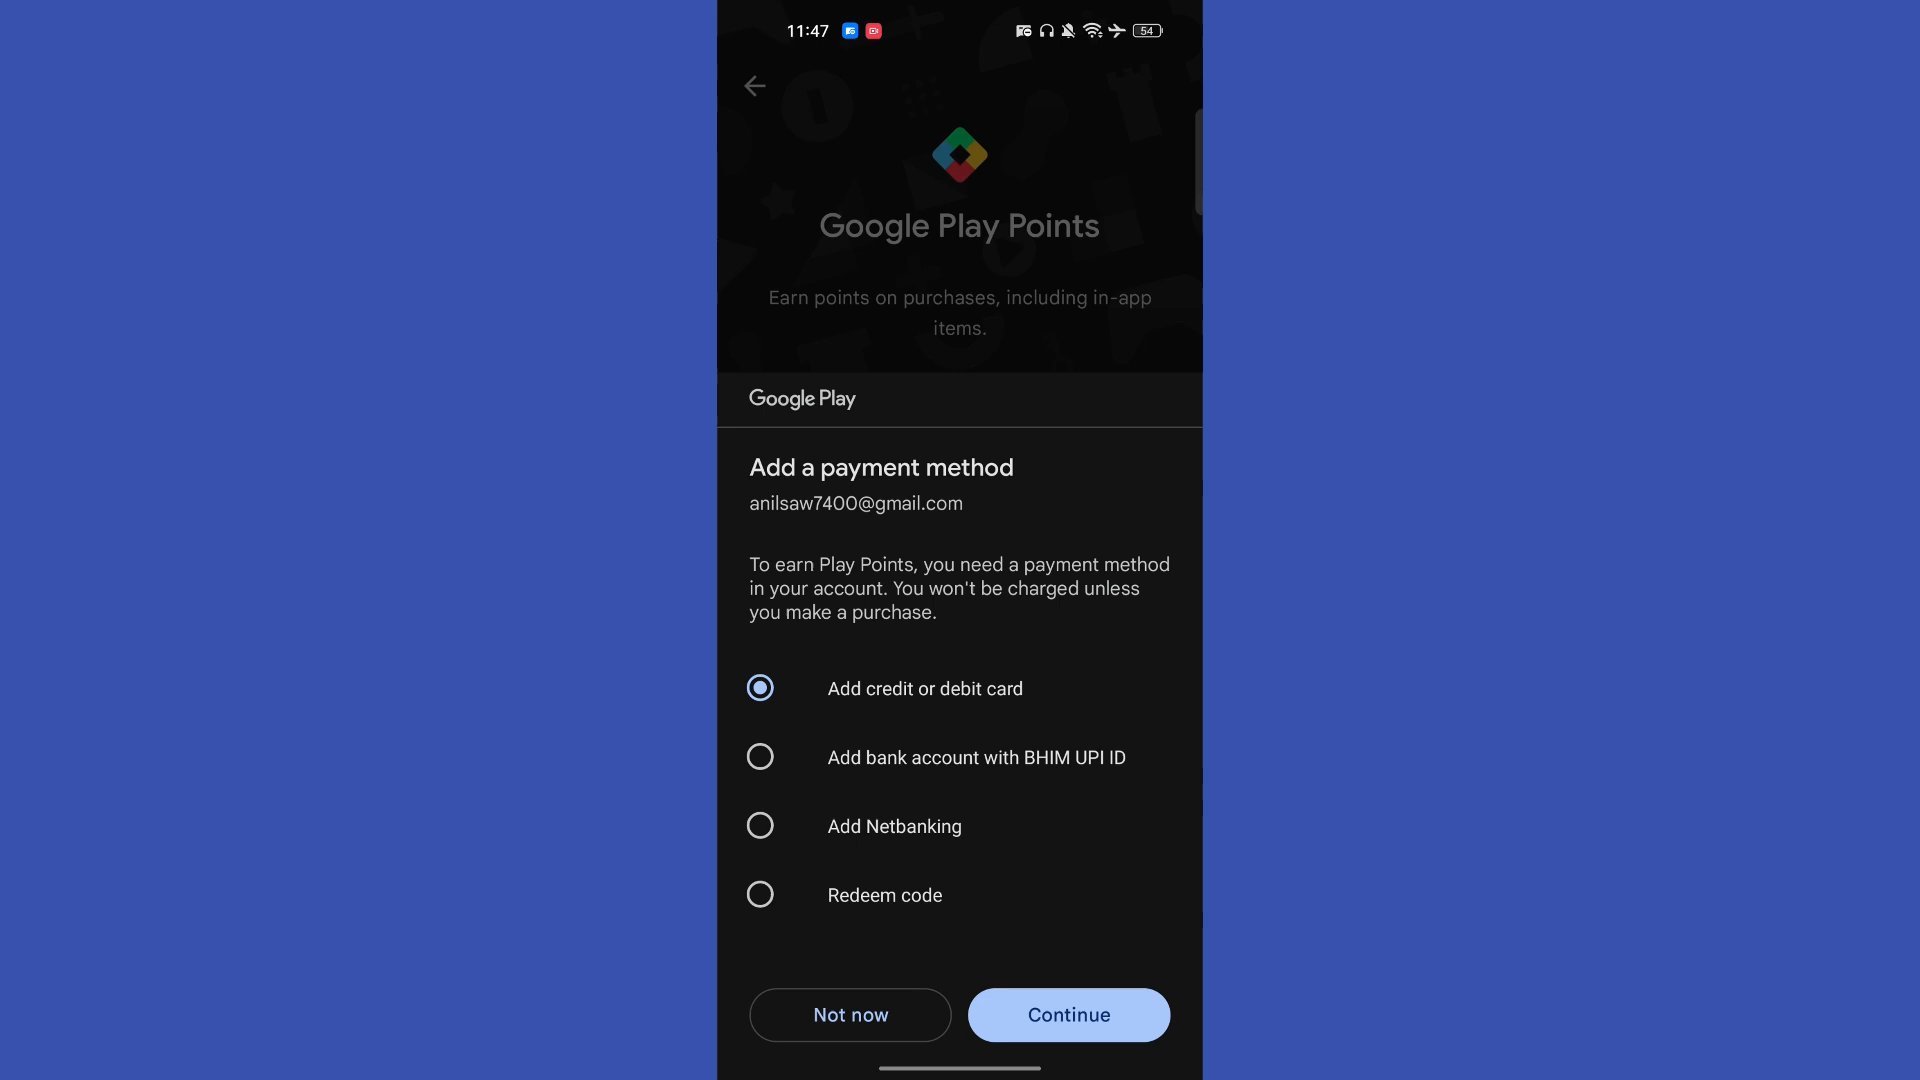 11:47
54
Google Play Points
Earn points on purchases, including in-app
items.
Google Play
Add a payment method
anilsaw7400@gmail.com
To earn Play Points, you need a payment method
in your account. You won't be charged unless
you make a purchase.
Add credit or debit card
Add bank account with BHIM UPI ID
Add Netbanking
Redeem code
Not now
Continue